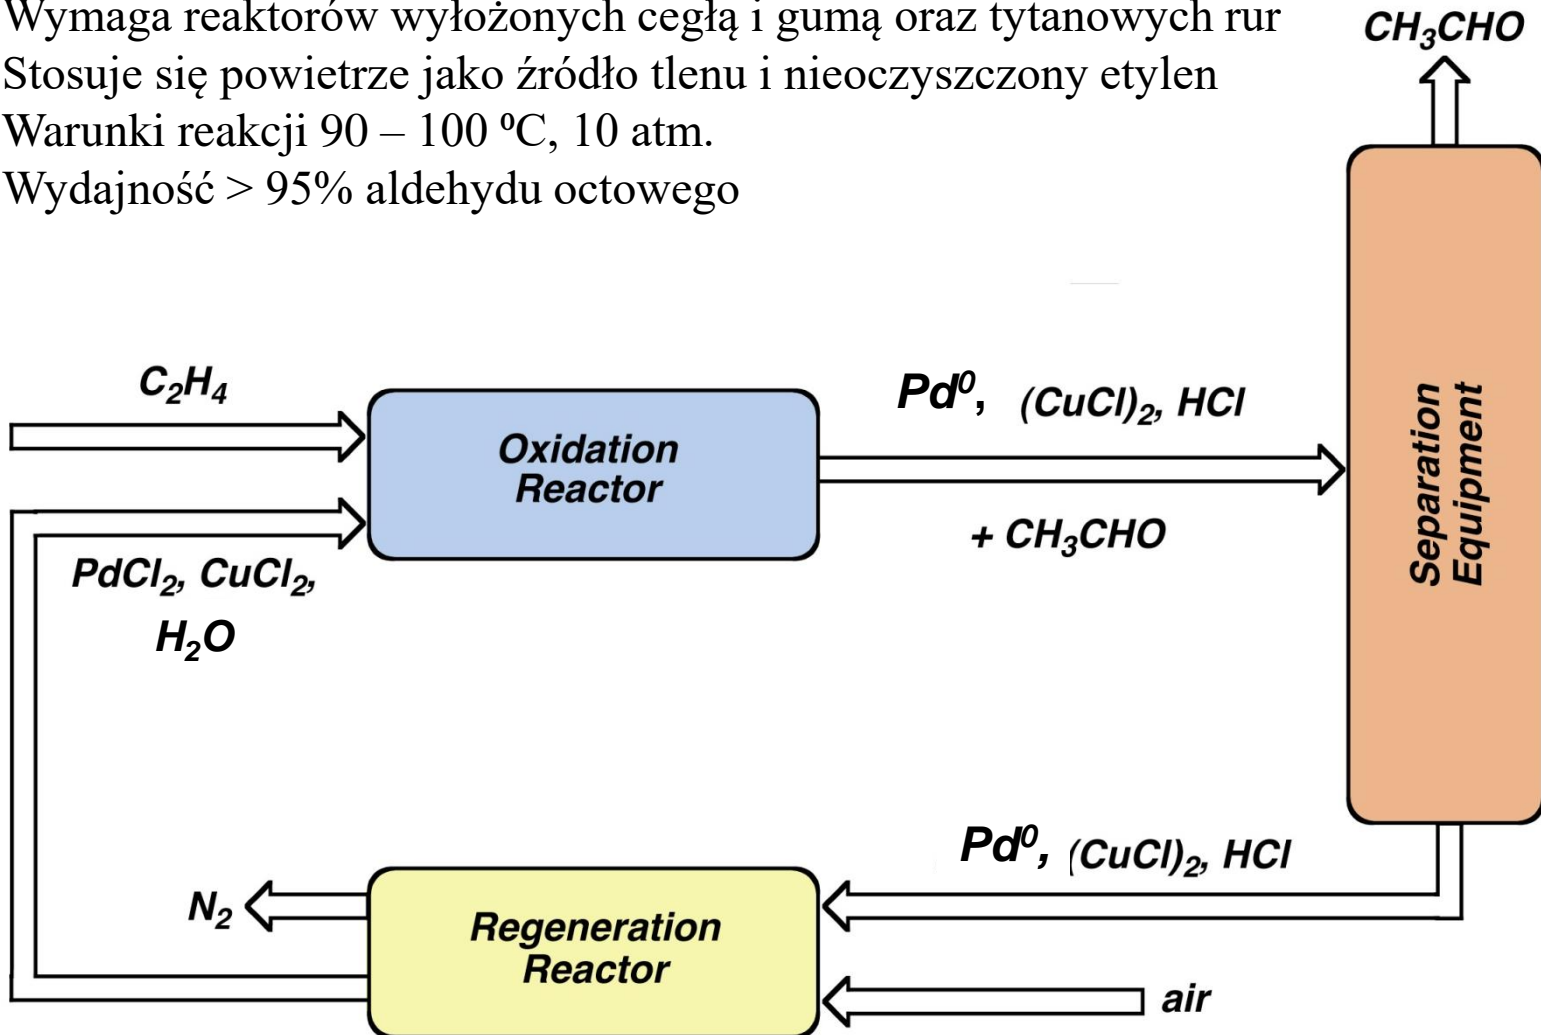 Wymaga reaktorów wyłożonych cegłą i gumą oraz tytanowych rur
Stosuje się powietrze jako źródło tlenu i nieoczyszczony etylen
Warunki reakcji 90 – 100 ⁰C, 10 atm.
Wydajność > 95% aldehydu octowego
CH₃CHO
C₂H₄
Oxidation
Reactor
Pd⁰, (CuCl)₂, HCl
+ CH₃CHO
Separation
Equipment
PdCl₂, CuCl₂,
H₂O
Pd⁰, (CuCl)₂, HCl
N₂
Regeneration
Reactor
air